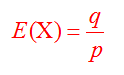 E(X) = q/p